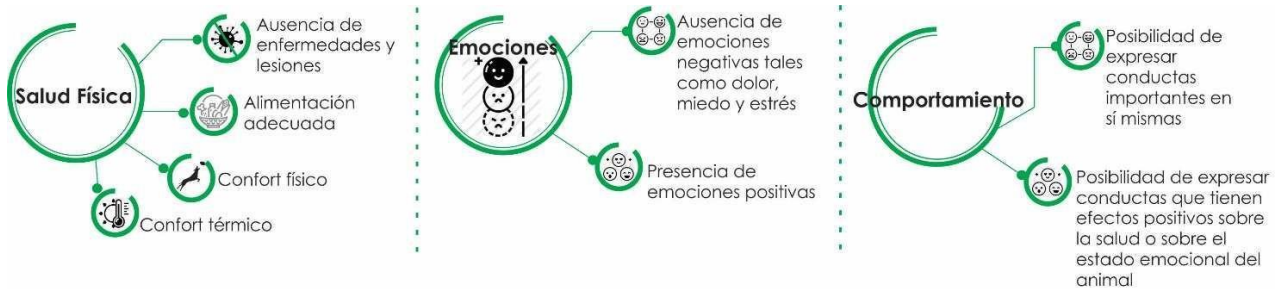 Salud Física
Ausencia de
enfermedades y
lesiones
Alimentación
adecuada
Confort físico
Confort térmico
Emociones
+
Ausencia de
emociones
negativas tales
como dolor,
miedo y estrés
Presencia de
emociones positivas
Comportamiento
Posibilidad de
expresar
conductas
importantes en
sí mismas
Posibilidad de expresar
conductas que tienen
efectos positivos sobre
la salud o sobre el
estado emocional del
animal